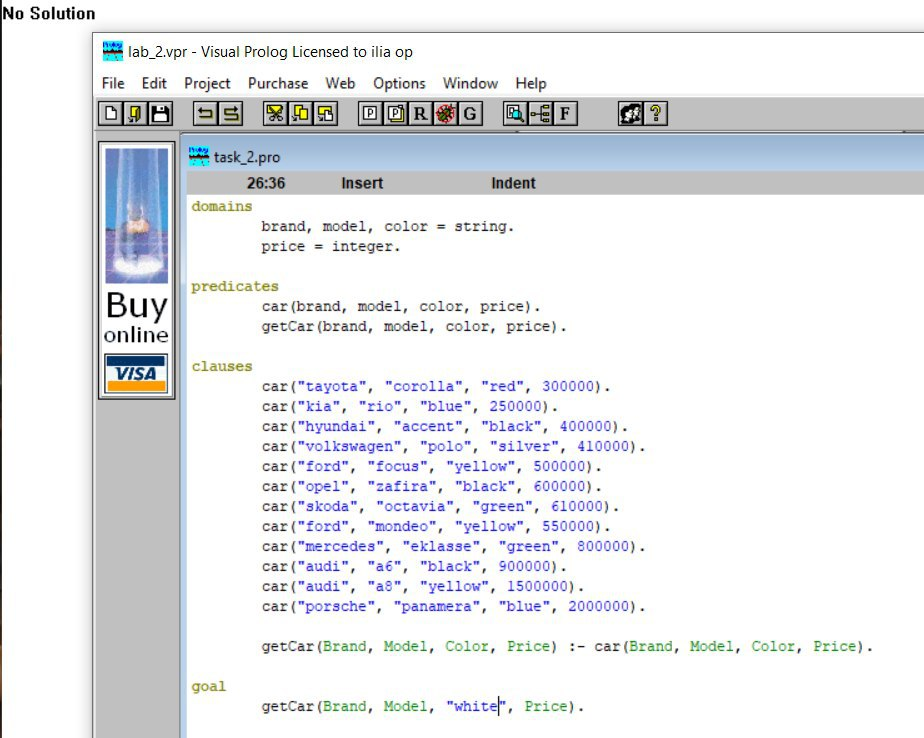 No Solution
lab_2.vpr - Visual Prolog Licensed to ilia op
File Edit Project Purchase Web Options Window Help
P P R G F ?
task_2.pro
26:36 Insert Indent
domains
brand, model, color = string.
price = integer.
predicates
car(brand, model, color, price).
getCar(brand, model, color, price).
clauses
car("tayota", "corolla", "red", 300000).
car("kia", "rio", "blue", 250000).
car("hyundai", "accent", "black", 400000).
car("volkswagen", "polo", "silver", 410000).
car("ford", "focus", "yellow", 500000).
car("opel", "zafira", "black", 600000).
car("skoda", "octavia", "green", 610000).
car("ford", "mondeo", "yellow", 550000).
car("mercedes", "eklasse", "green", 800000).
car("audi", "a6", "black", 900000).
car("audi", "a8", "yellow", 1500000).
car("porsche", "panamera", "blue", 2000000).
getCar(Brand, Model, Color, Price) :- car(Brand, Model, Color, Price).
goal
getCar(Brand, Model, "white", Price).
Buy
online
VISA